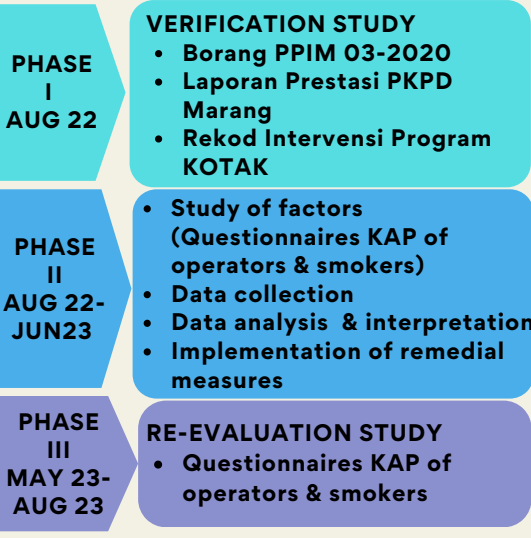 PHASE
I
AUG 22
VERIFICATION STUDY
• Borang PPIM 03-2020
• Laporan Prestasi PKPD
Marang
• Rekod Intervensi Program
KOTAK
PHASE
II
AUG 22-
JUN23
• Study of factors
(Questionnaires KAP of
operators & smokers)
• Data collection
• Data analysis & interpretation
• Implementation of remedial
measures
PHASE
III
MAY 23-
AUG 23
RE-EVALUATION STUDY
• Questionnaires KAP of
operators & smokers